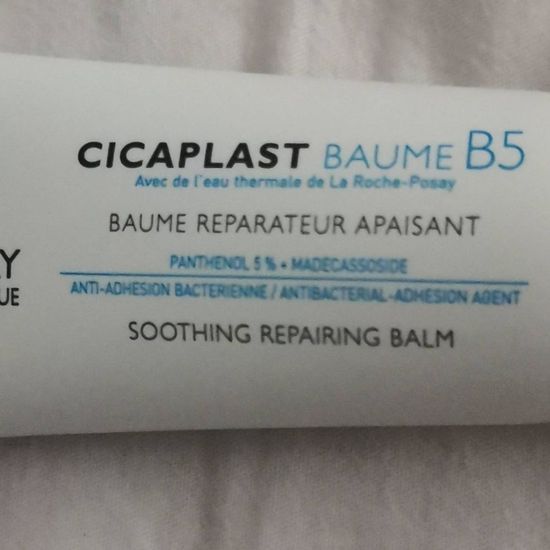 CICAPLAST BAUME B5
Avec de l'eau thermale de La Roche-Posay
BAUME REPARATEUR APAISANT
PANTHENOL 5 % + MADECASSOSIDE
ANTI-ADHESION BACTERIENNE / ANTIBACTERIAL-ADHESION AGENT
SOOTHING REPAIRING BALM